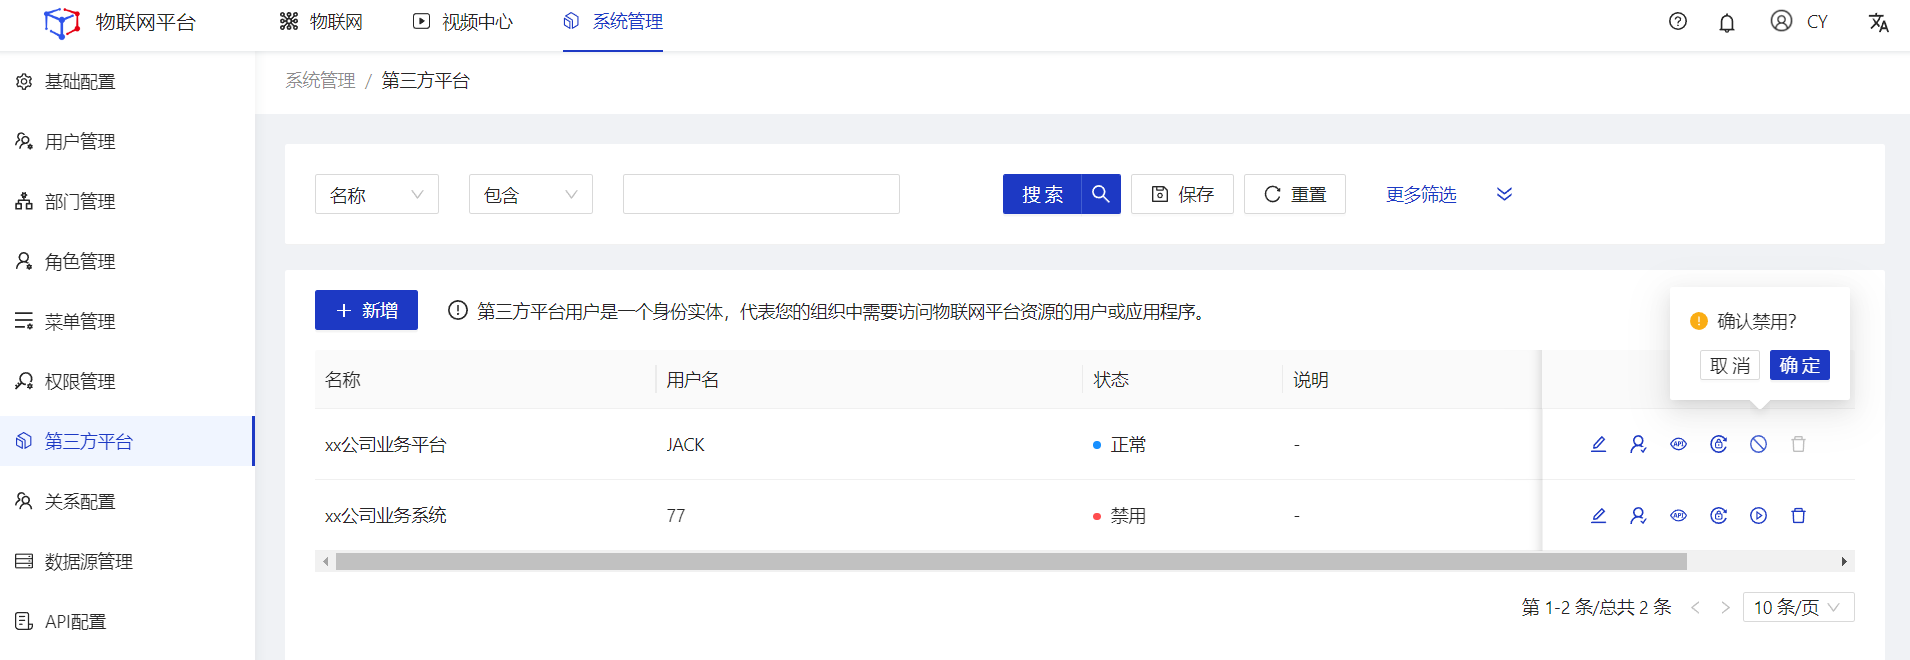 物联网平台
物联网
视频中心
系统管理
CY
基础配置
用户管理
部门管理
角色管理
菜单管理
权限管理
第三方平台
关系配置
数据源管理
API配置
系统管理 / 第三方平台
名称
包含
搜索
保存
重置
更多筛选
新增
第三方平台用户是一个身份实体，代表您的组织中需要访问物联网平台资源的用户或应用程序。
确认禁用?
取消
确定
名称
用户名
状态
说明
xx公司业务平台
JACK
正常
-
API
xx公司业务系统
77
禁用
-
API
第 1-2 条/总共 2 条
10 条/页